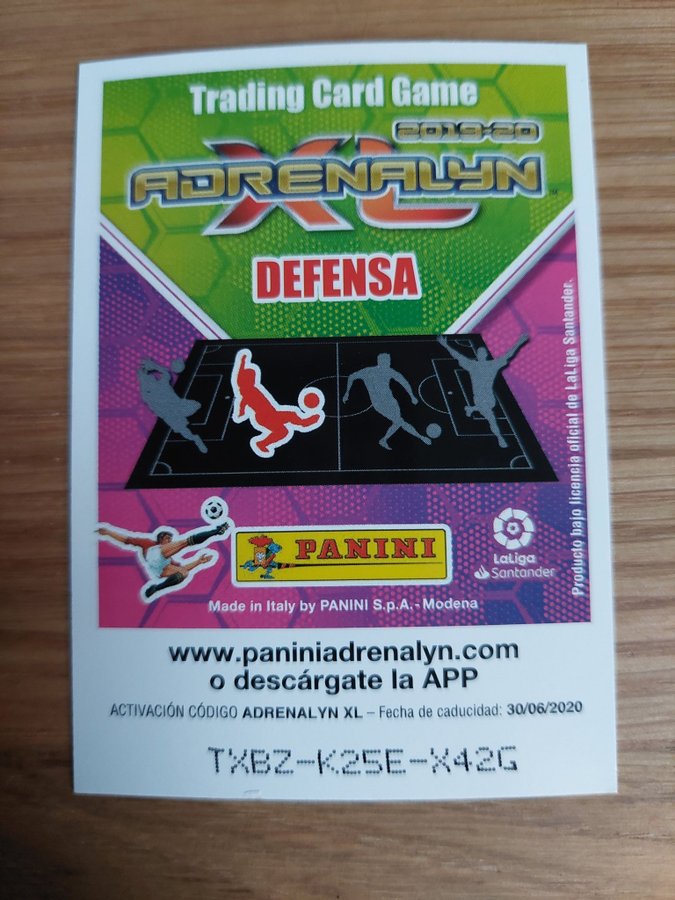 Trading Card Game
2019-20
ADRENALYN XL™
DEFENSA
Producto bajo licencia oficial de LaLiga Santander.
PANINI
LaLiga
Santander
Made in Italy by PANINI S.p.A. - Modena
www.paniniadrenalyn.com
o descárgate la APP
ACTIVACIÓN CÓDIGO ADRENALYN XL – Fecha de caducidad: 30/06/2020
TXBZ-K25E-X42G